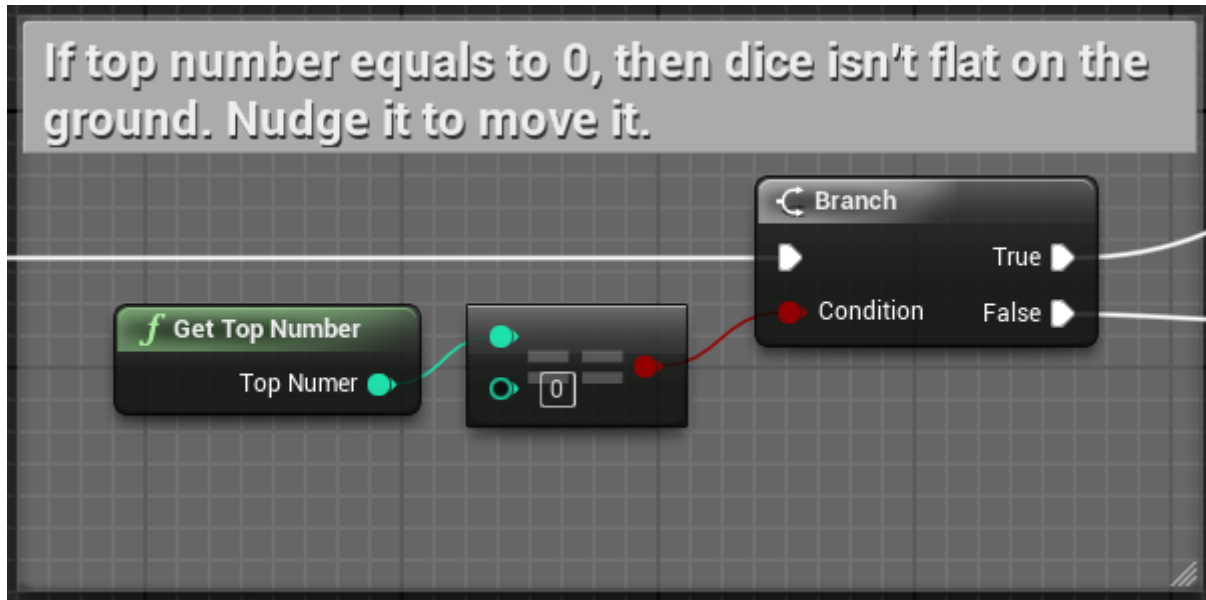 If top number equals to 0, then dice isn't flat on the
ground. Nudge it to move it.
Branch
True
Condition
False
f Get Top Number
Top Numer
==
0